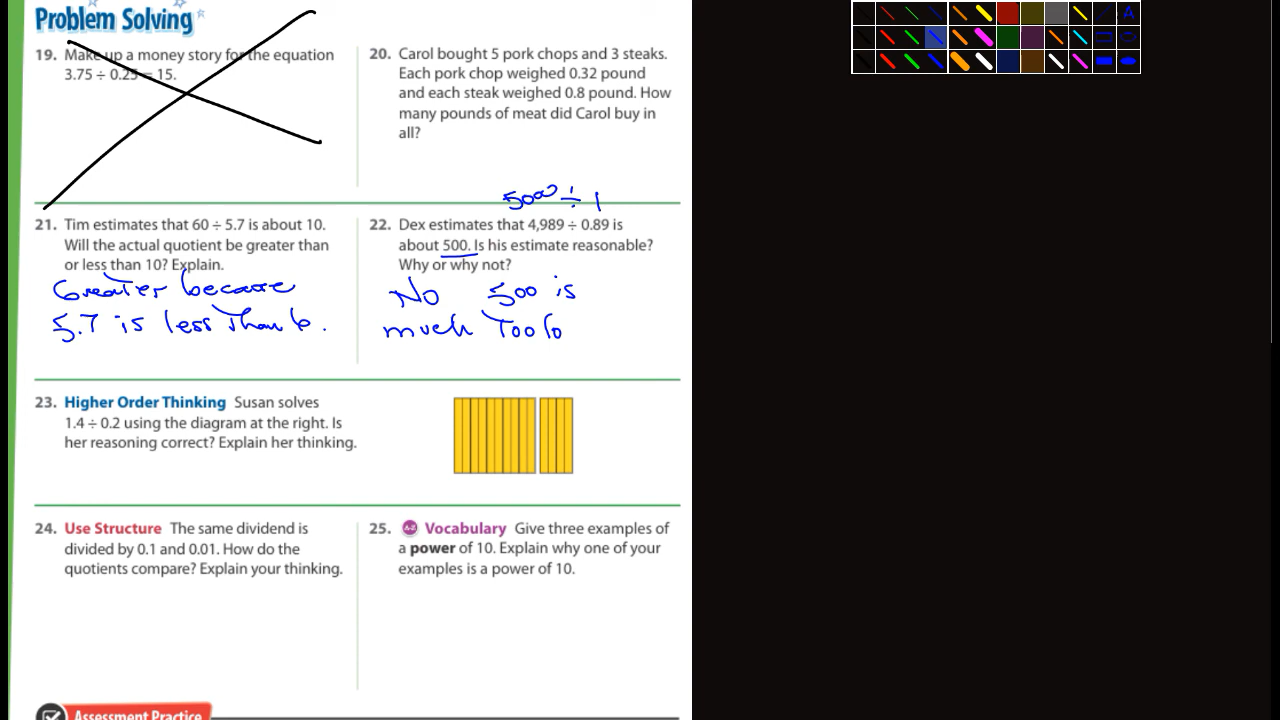 Problem Solving
19. Make up a money story for the equation
3.75 ÷ 0.25 = 15.
20. Carol bought 5 pork chops and 3 steaks.
Each pork chop weighed 0.32 pound
and each steak weighed 0.8 pound. How
many pounds of meat did Carol buy in
all?
21. Tim estimates that 60 ÷ 5.7 is about 10.
Will the actual quotient be greater than
or less than 10? Explain.
Greater because
5.7 is less than 6.
5000 ÷ 1
22. Dex estimates that 4,989 ÷ 0.89 is
about 500. Is his estimate reasonable?
Why or why not?
No 500 is
much too lo
23. Higher Order Thinking Susan solves
1.4 ÷ 0.2 using the diagram at the right. Is
her reasoning correct? Explain her thinking.
24. Use Structure The same dividend is
divided by 0.1 and 0.01. How do the
quotients compare? Explain your thinking.
25. A-Z Vocabulary Give three examples of
a power of 10. Explain why one of your
examples is a power of 10.
Assessment Practice
A